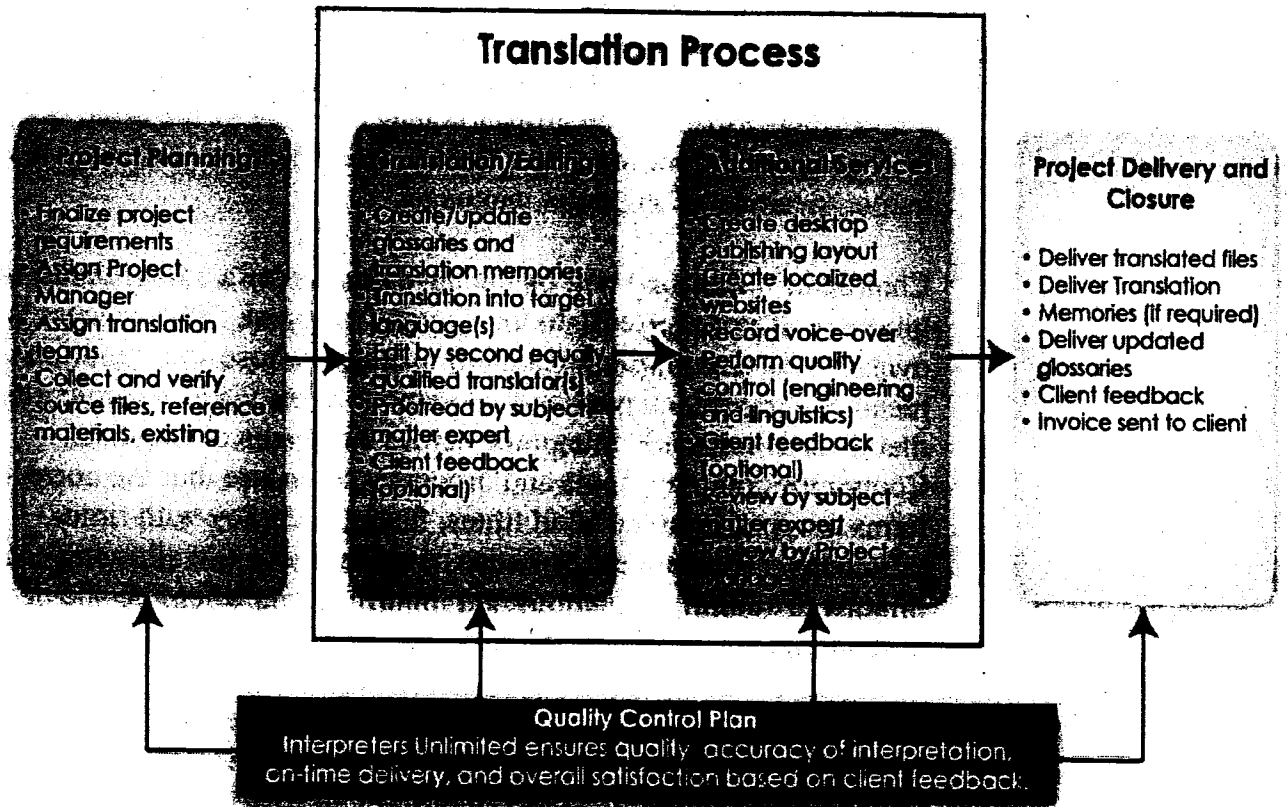 Translation Process
Project Planning
Finalize project
requirements
Assign Project
Manager
Assign translation
teams
Collect and verify
source files, reference
materials, existing
Translation/Editing
Create/update
glossaries and
translation memories
Translation into target
language(s)
Edit by second equally
qualified translator(s)
Proofread by subject
matter expert
Client feedback
(optional)
Additional Services
Create desktop
publishing layout
Create localized
websites
Record voice-over
Perform quality
control (engineering
and linguistics)
Client feedback
(optional)
Review by subject
matter expert
Review by Project
Project Delivery and
Closure
• Deliver translated files
• Deliver Translation
• Memories (if required)
• Deliver updated
glossaries
• Client feedback
• Invoice sent to client
Quality Control Plan
Interpreters Unlimited ensures quality accuracy of interpretation,
on-time delivery, and overall satisfaction based on client feedback.